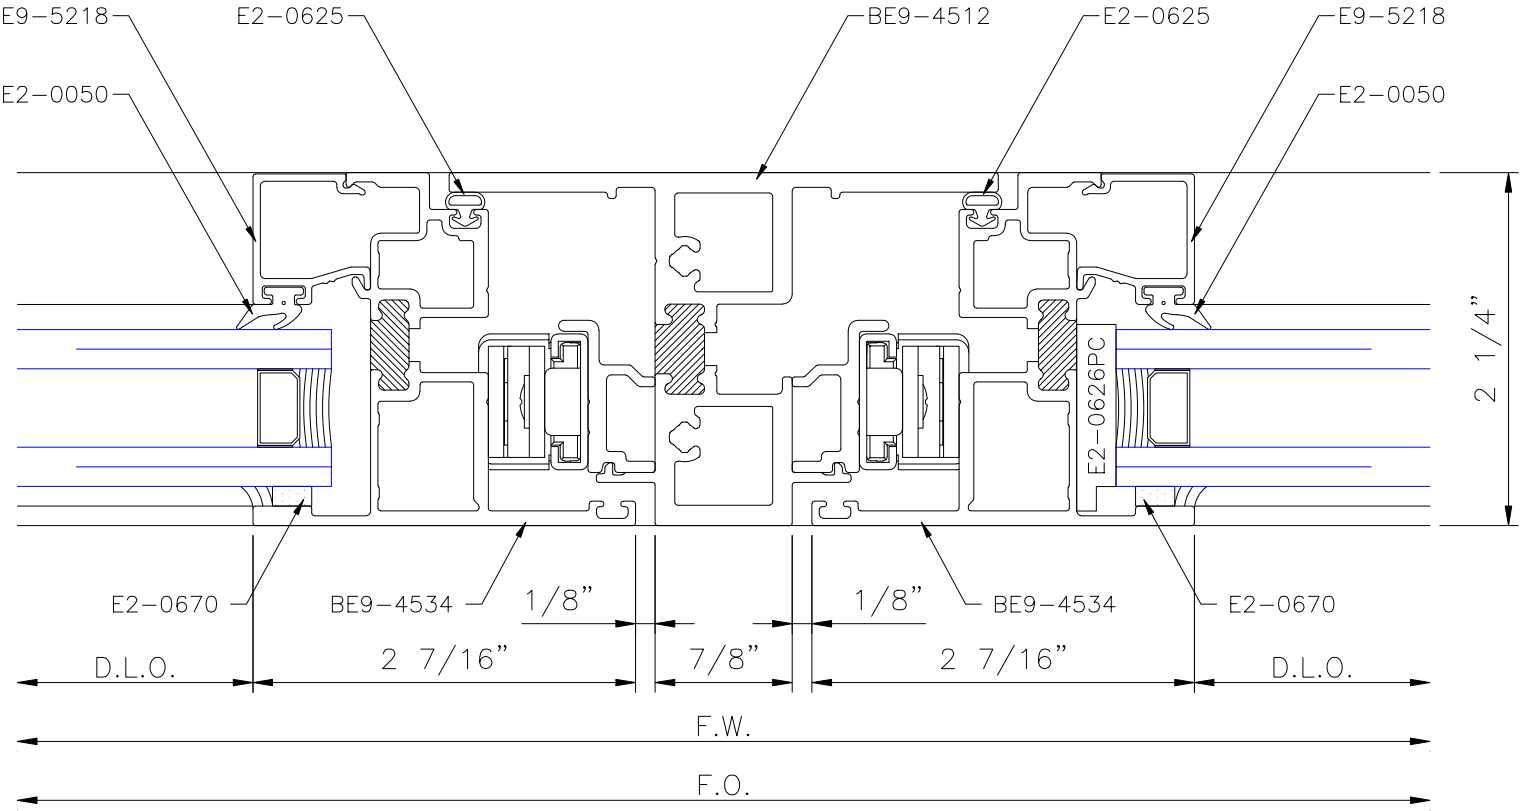 E9-5218
E2-0625
BE9-4512
E2-0625
E9-5218
E2-0050
E2-0050
2 1/4”
E2-0626PC
E2-0670
BE9-4534
1/8”
1/8”
BE9-4534
E2-0670
D.L.O.
2 7/16”
7/8”
2 7/16”
D.L.O.
F.W.
F.O.